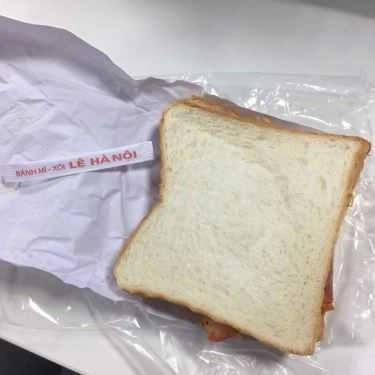 BÁNH MÌ - XÔI LÊ HÀ NỘI